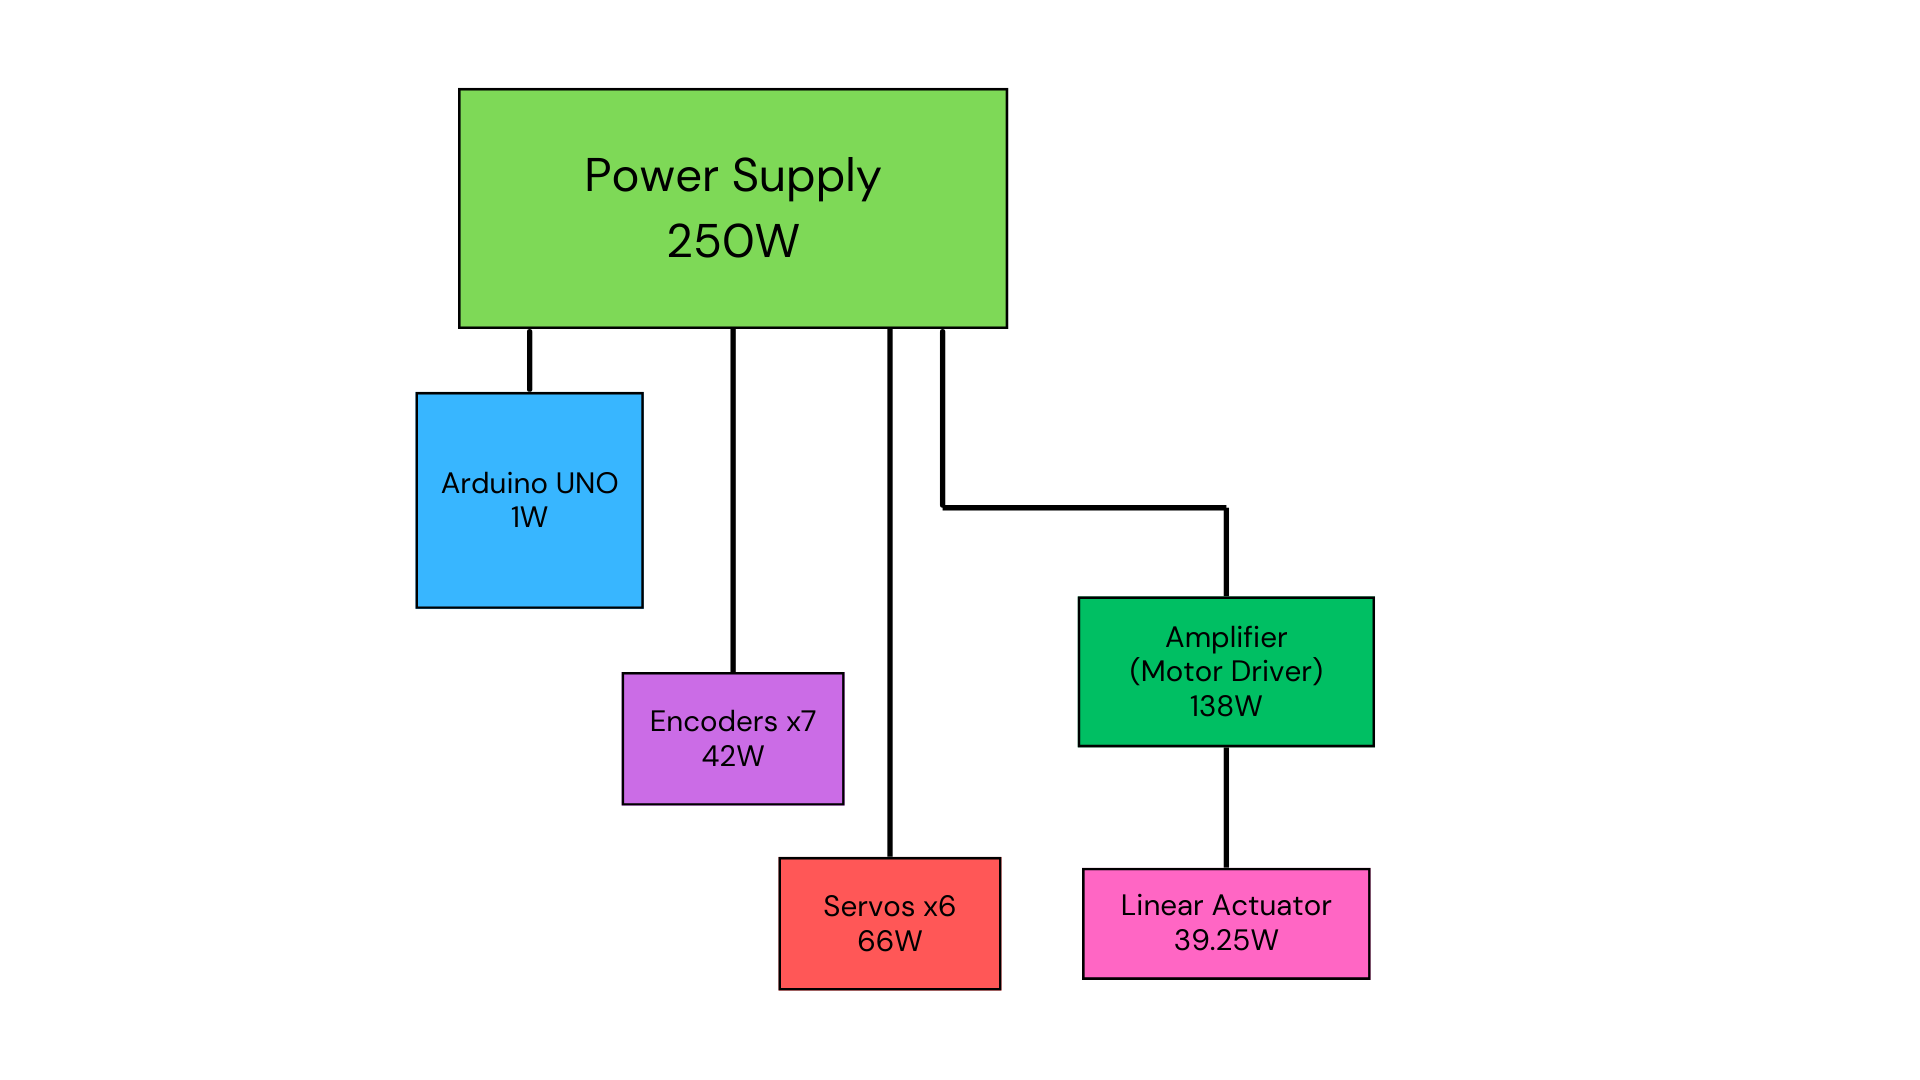 Power Supply
250W
Arduino UNO
1W
Encoders x7
42W
Servos x6
66W
Amplifier
(Motor Driver)
138W
Linear Actuator
39.25W